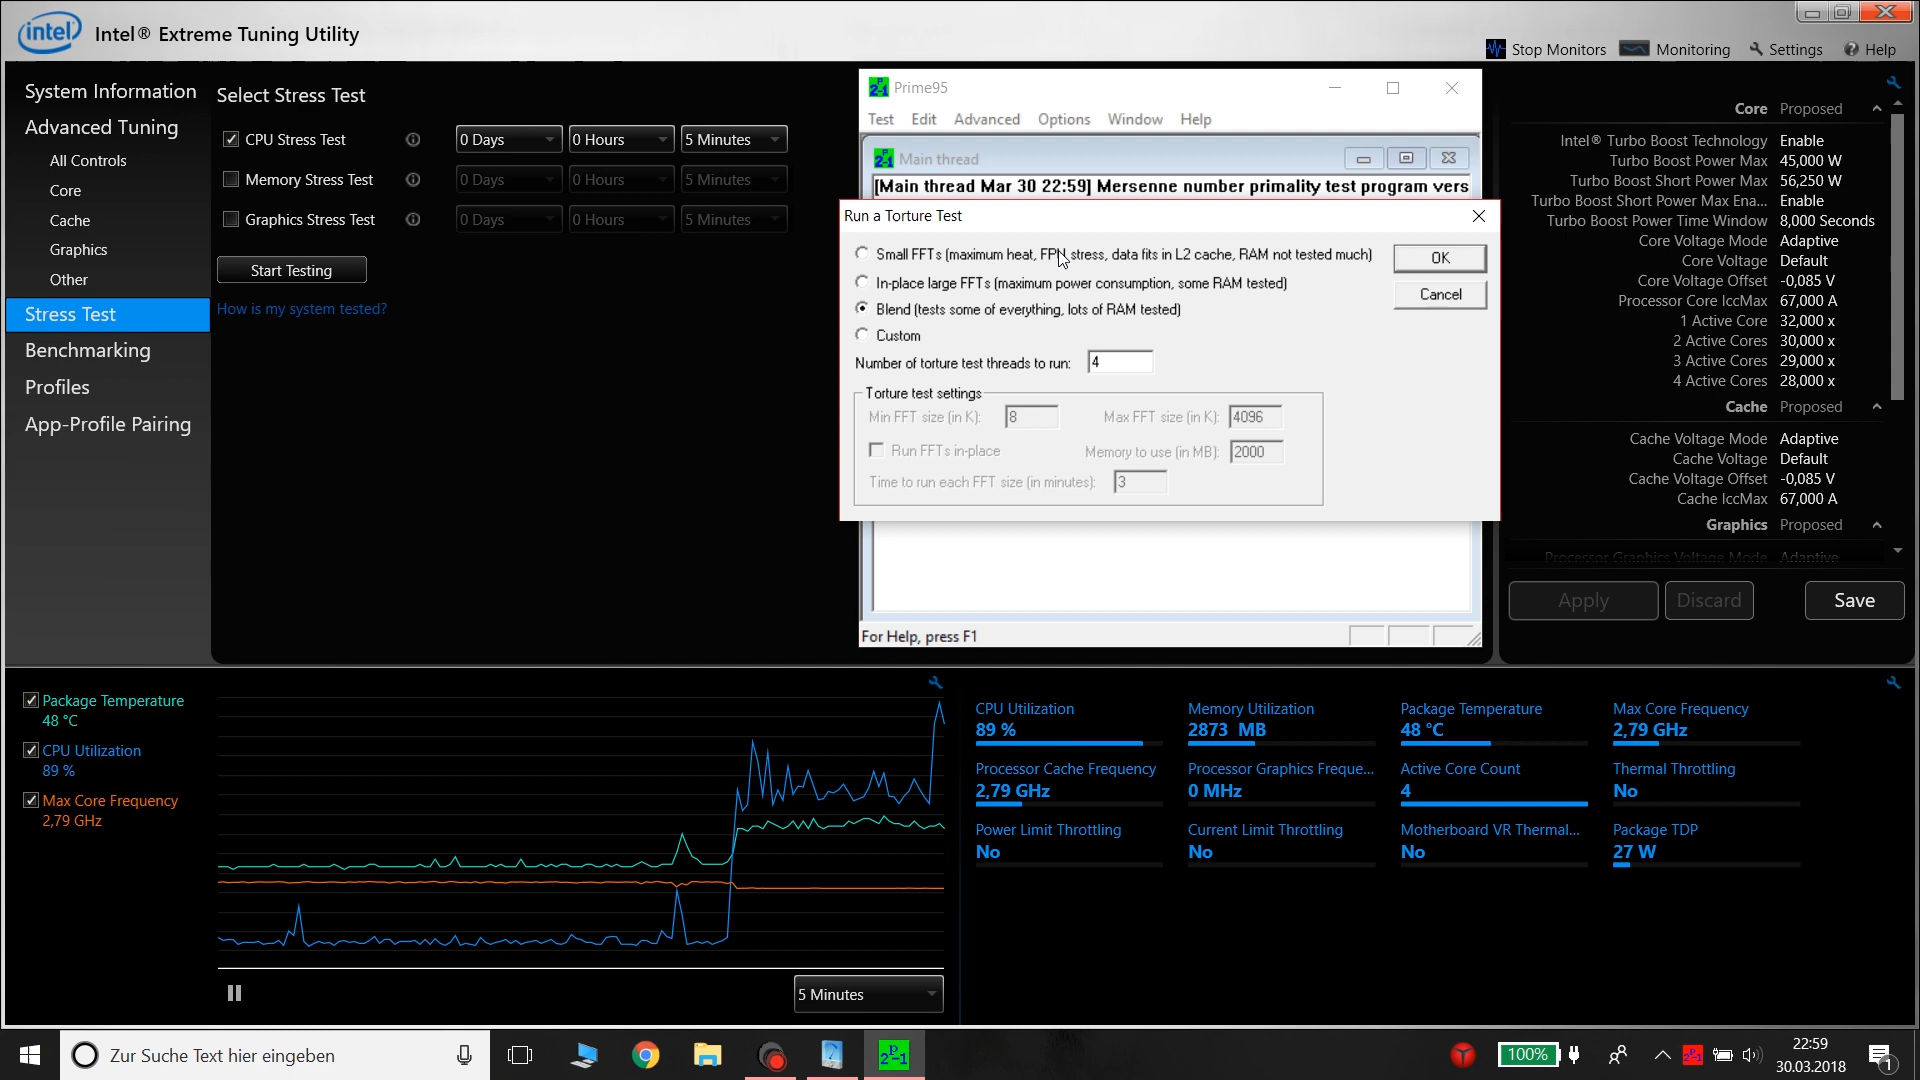 intel
Intel® Extreme Tuning Utility
Stop Monitors
Monitoring
Settings
Help
System Information
Advanced Tuning
All Controls
Core
Cache
Graphics
Other
Stress Test
Benchmarking
Profiles
App-Profile Pairing
Select Stress Test
CPU Stress Test 0 Days 0 Hours 5 Minutes
Memory Stress Test 0 Days 0 Hours 5 Minutes
Graphics Stress Test 0 Days 0 Hours 5 Minutes
Start Testing
How is my system tested?
Prime95
Test Edit Advanced Options Window Help
Main thread
[Main thread Mar 30 22:59] Mersenne number primality test program vers
Run a Torture Test
Small FFTs (maximum heat, FPU stress, data fits in L2 cache, RAM not tested much)
In-place large FFTs (maximum power consumption, some RAM tested)
Blend (tests some of everything, lots of RAM tested)
Custom
OK
Cancel
Number of torture test threads to run: 4
Torture test settings
Min FFT size (in K): 8 Max FFT size (in K): 4096
Run FFTs in-place Memory to use (in MB): 2000
Time to run each FFT size (in minutes): 3
For Help, press F1
Core Proposed
Intel® Turbo Boost Technology Enable
Turbo Boost Power Max 45,000 W
Turbo Boost Short Power Max 56,250 W
Turbo Boost Short Power Max Ena... Enable
Turbo Boost Power Time Window 8,000 Seconds
Core Voltage Mode Adaptive
Core Voltage Default
Core Voltage Offset -0,085 V
Processor Core IccMax 67,000 A
1 Active Core 32,000 x
2 Active Cores 30,000 x
3 Active Cores 29,000 x
4 Active Cores 28,000 x
Cache Proposed
Cache Voltage Mode Adaptive
Cache Voltage Default
Cache Voltage Offset -0,085 V
Cache IccMax 67,000 A
Graphics Proposed
Processor Graphics Voltage Mode Adaptive
Apply Discard Save
Package Temperature
48 °C
CPU Utilization
89 %
Max Core Frequency
2,79 GHz
5 Minutes
CPU Utilization
89 %
Memory Utilization
2873 MB
Package Temperature
48 °C
Max Core Frequency
2,79 GHz
Processor Cache Frequency
2,79 GHz
Processor Graphics Freque...
0 MHz
Active Core Count
4
Thermal Throttling
No
Power Limit Throttling
No
Current Limit Throttling
No
Motherboard VR Thermal...
No
Package TDP
27 W
Zur Suche Text hier eingeben
100%
22:59
30.03.2018
1